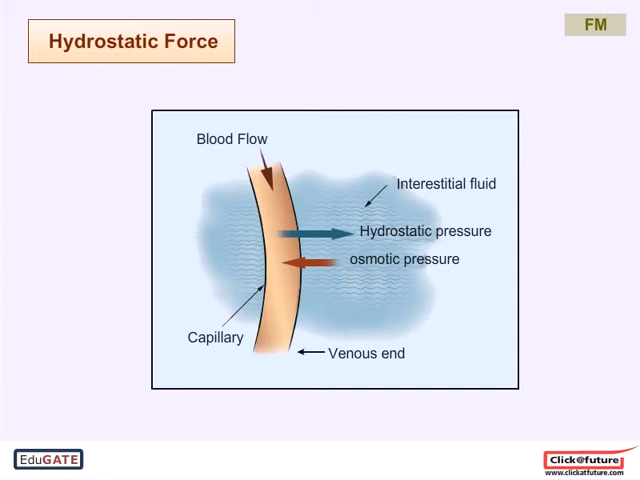 Hydrostatic Force
FM
Blood Flow
Interestitial fluid
Hydrostatic pressure
osmotic pressure
Capillary
Venous end
EduGATE
Click@future
www.clickatfuture.com